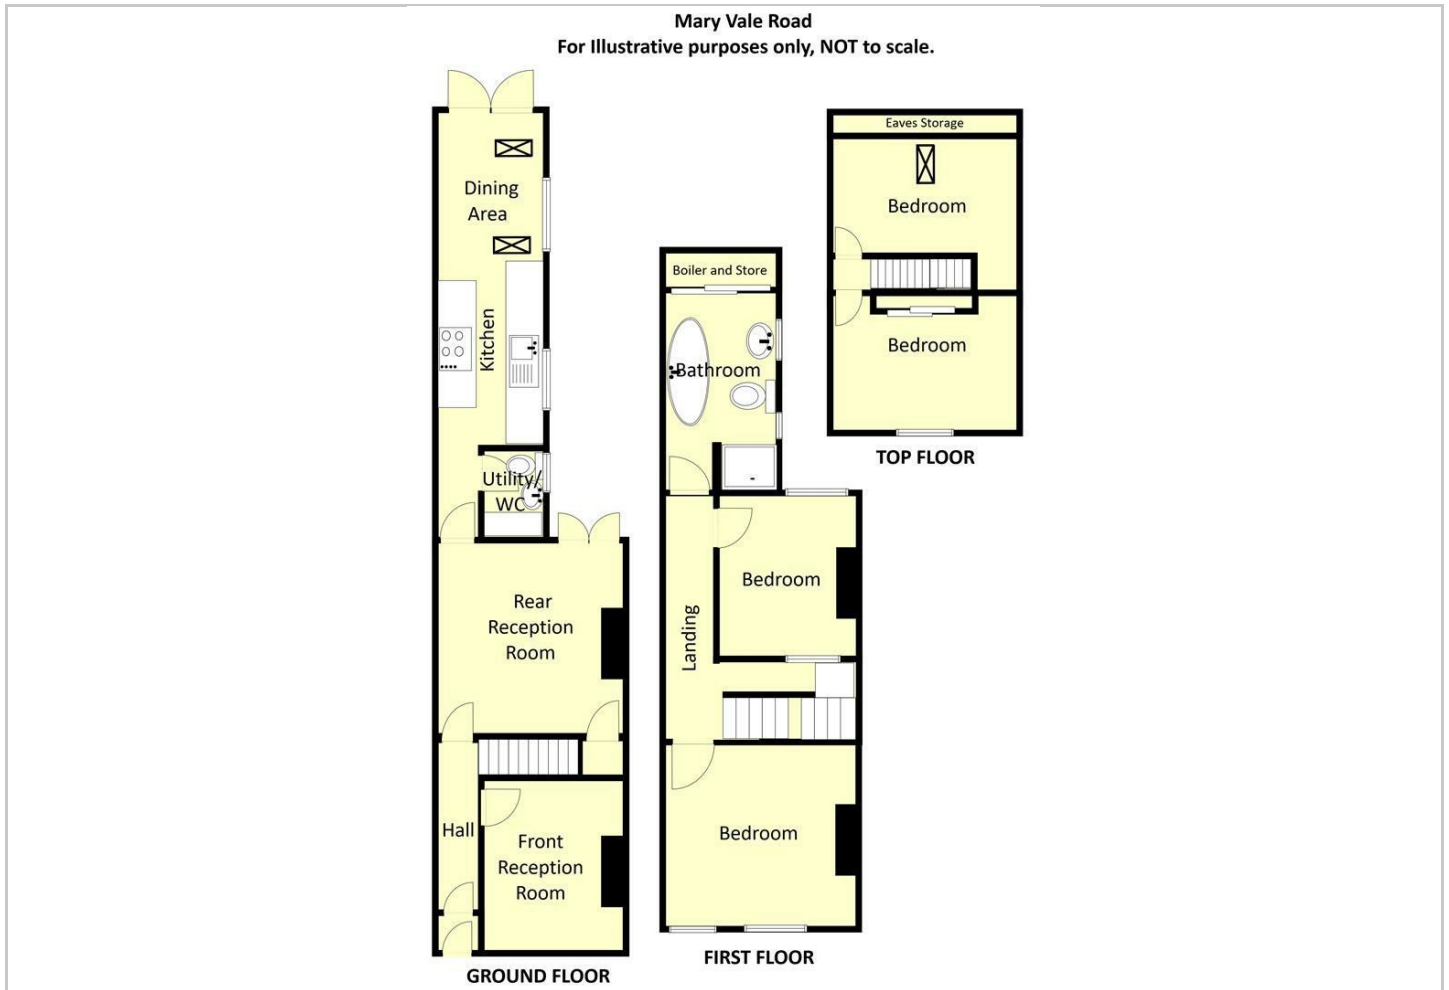 Mary Vale Road
For Illustrative purposes only, NOT to scale.
Dining
Area
Kitchen
Utility/
WC
Rear
Reception
Room
Hall
Front
Reception
Room
GROUND FLOOR
Boiler and Store
Bathroom
Bedroom
Landing
Bedroom
FIRST FLOOR
Eaves Storage
Bedroom
Bedroom
TOP FLOOR